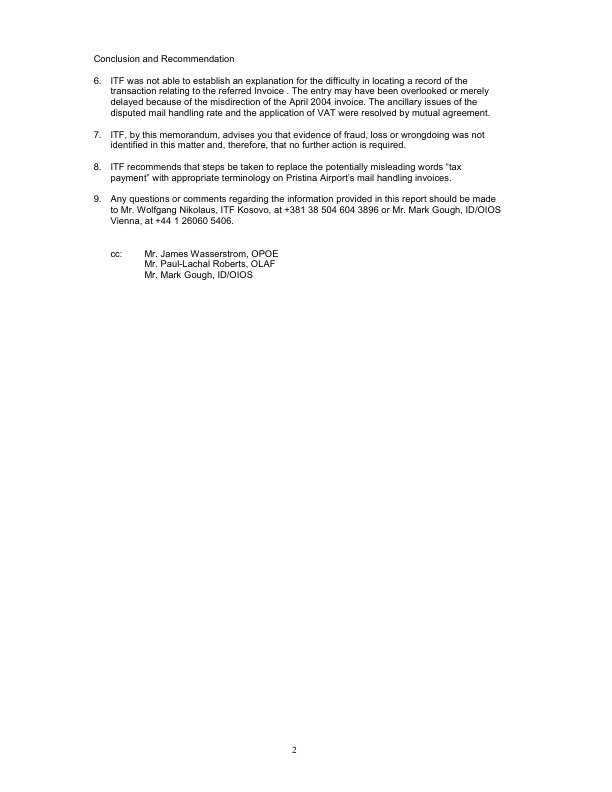 Conclusion and Recommendation
6. ITF was not able to establish an explanation for the difficulty in locating a record of the
transaction relating to the referred Invoice . The entry may have been overlooked or merely
delayed because of the misdirection of the April 2004 invoice. The ancillary issues of the
disputed mail handling rate and the application of VAT were resolved by mutual agreement.
7. ITF, by this memorandum, advises you that evidence of fraud, loss or wrongdoing was not
identified in this matter and, therefore, that no further action is required.
8. ITF recommends that steps be taken to replace the potentially misleading words “tax
payment” with appropriate terminology on Pristina Airport’s mail handling invoices.
9. Any questions or comments regarding the information provided in this report should be made
to Mr. Wolfgang Nikolaus, ITF Kosovo, at +381 38 504 604 3896 or Mr. Mark Gough, ID/OIOS
Vienna, at +44 1 26060 5406.
cc: Mr. James Wasserstrom, OPOE
Mr. Paul-Lachal Roberts, OLAF
Mr. Mark Gough, ID/OIOS
2